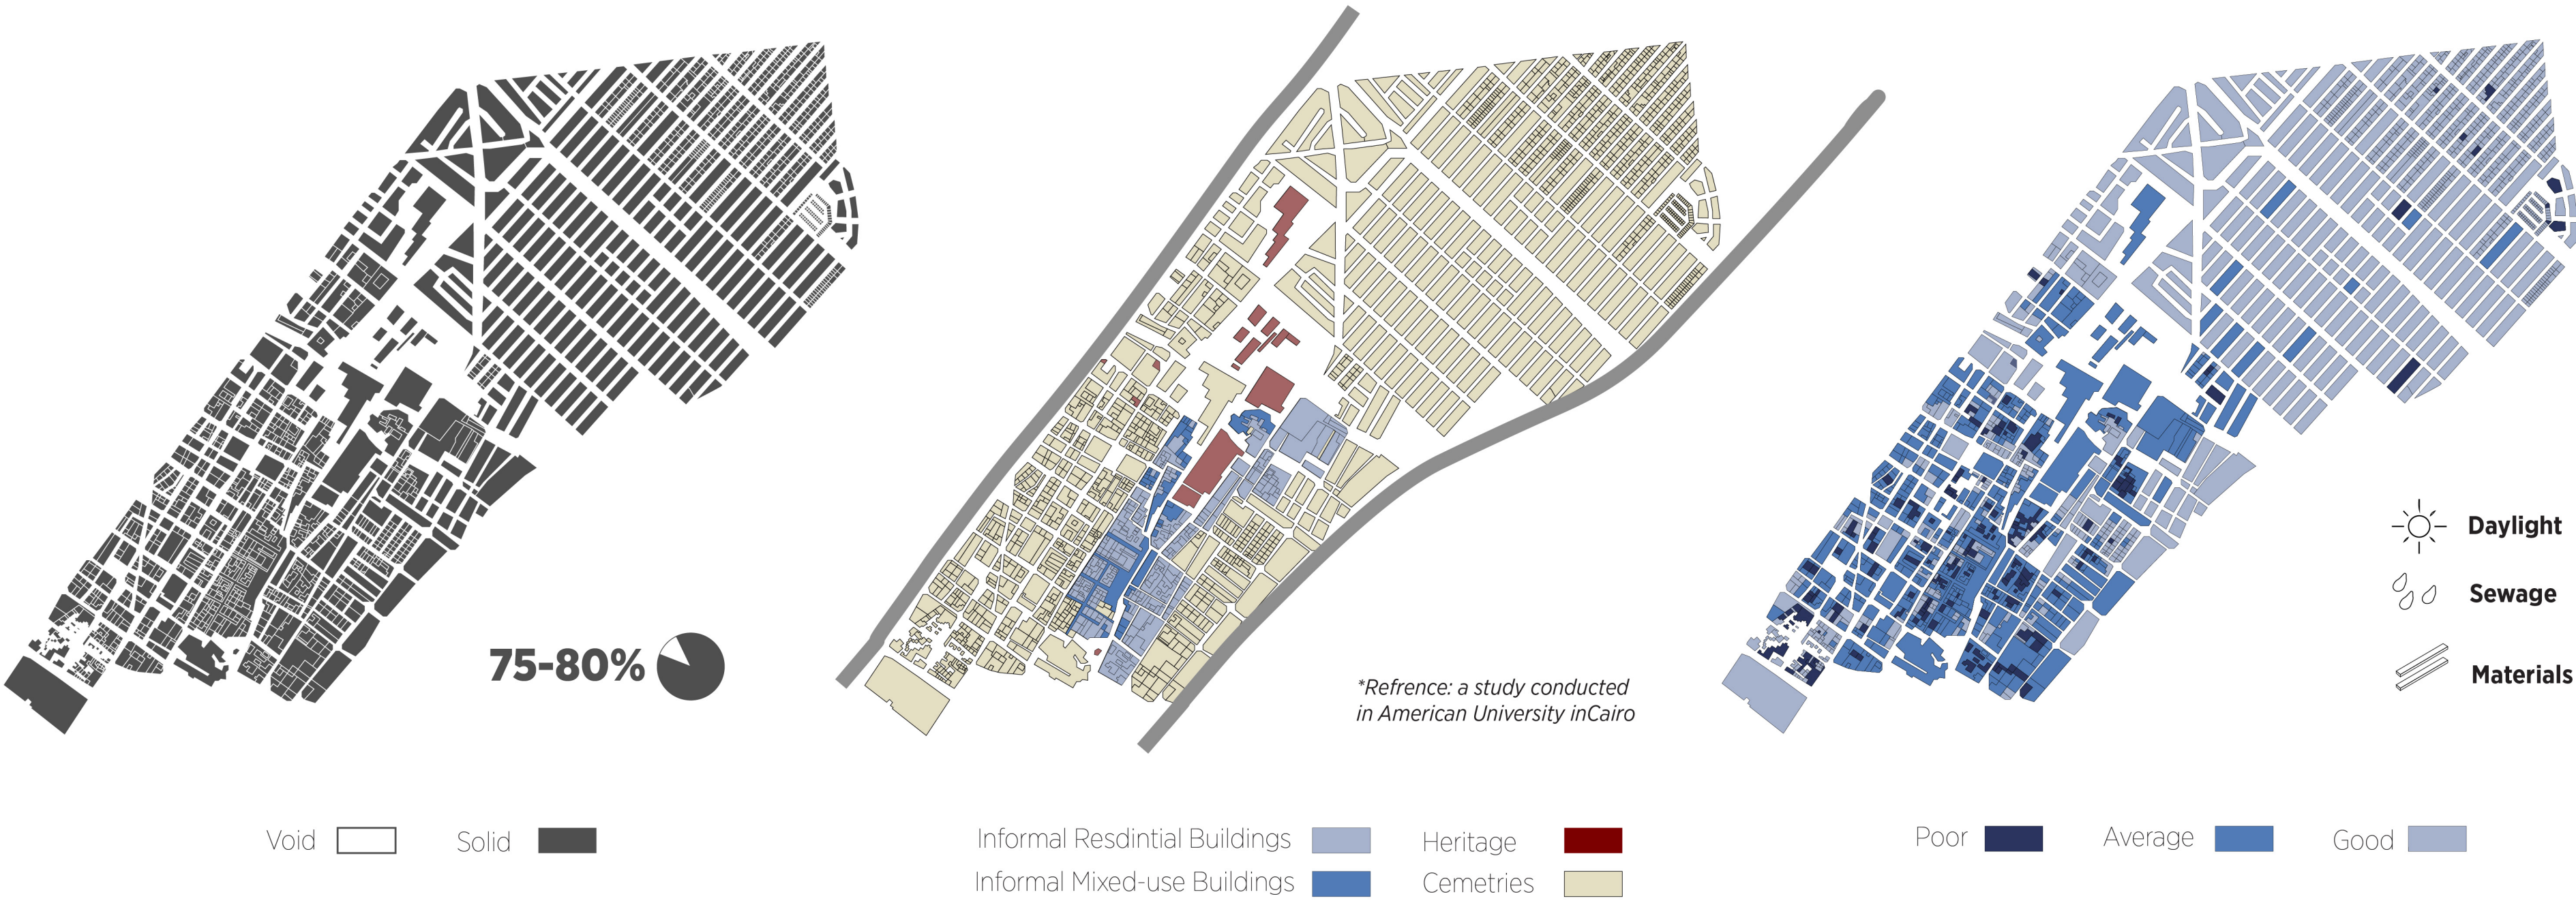 75-80%
*Refrence: a study conducted
in American University inCairo
Daylight
Sewage
Materials
Void
Solid
Informal Resdintial Buildings
Heritage
Informal Mixed-use Buildings
Cemetries
Poor
Average
Good